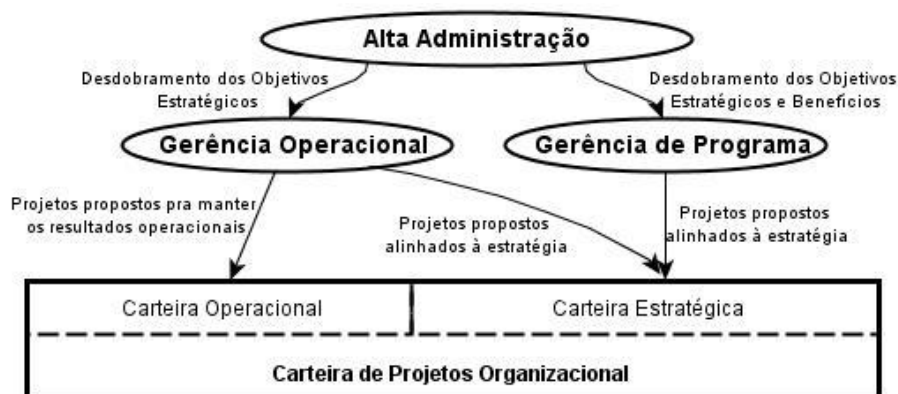 Alta Administração
Desdobramento dos Objetivos
Estratégicos
Desdobramento dos Objetivos
Estratégicos e Beneficios
Gerência Operacional
Gerência de Programa
Projetos propostos pra manter
os resultados operacionais
Projetos propostos
alinhados à estratégia
Projetos propostos
alinhados à estratégia
Carteira Operacional
Carteira Estratégica
Carteira de Projetos Organizacional